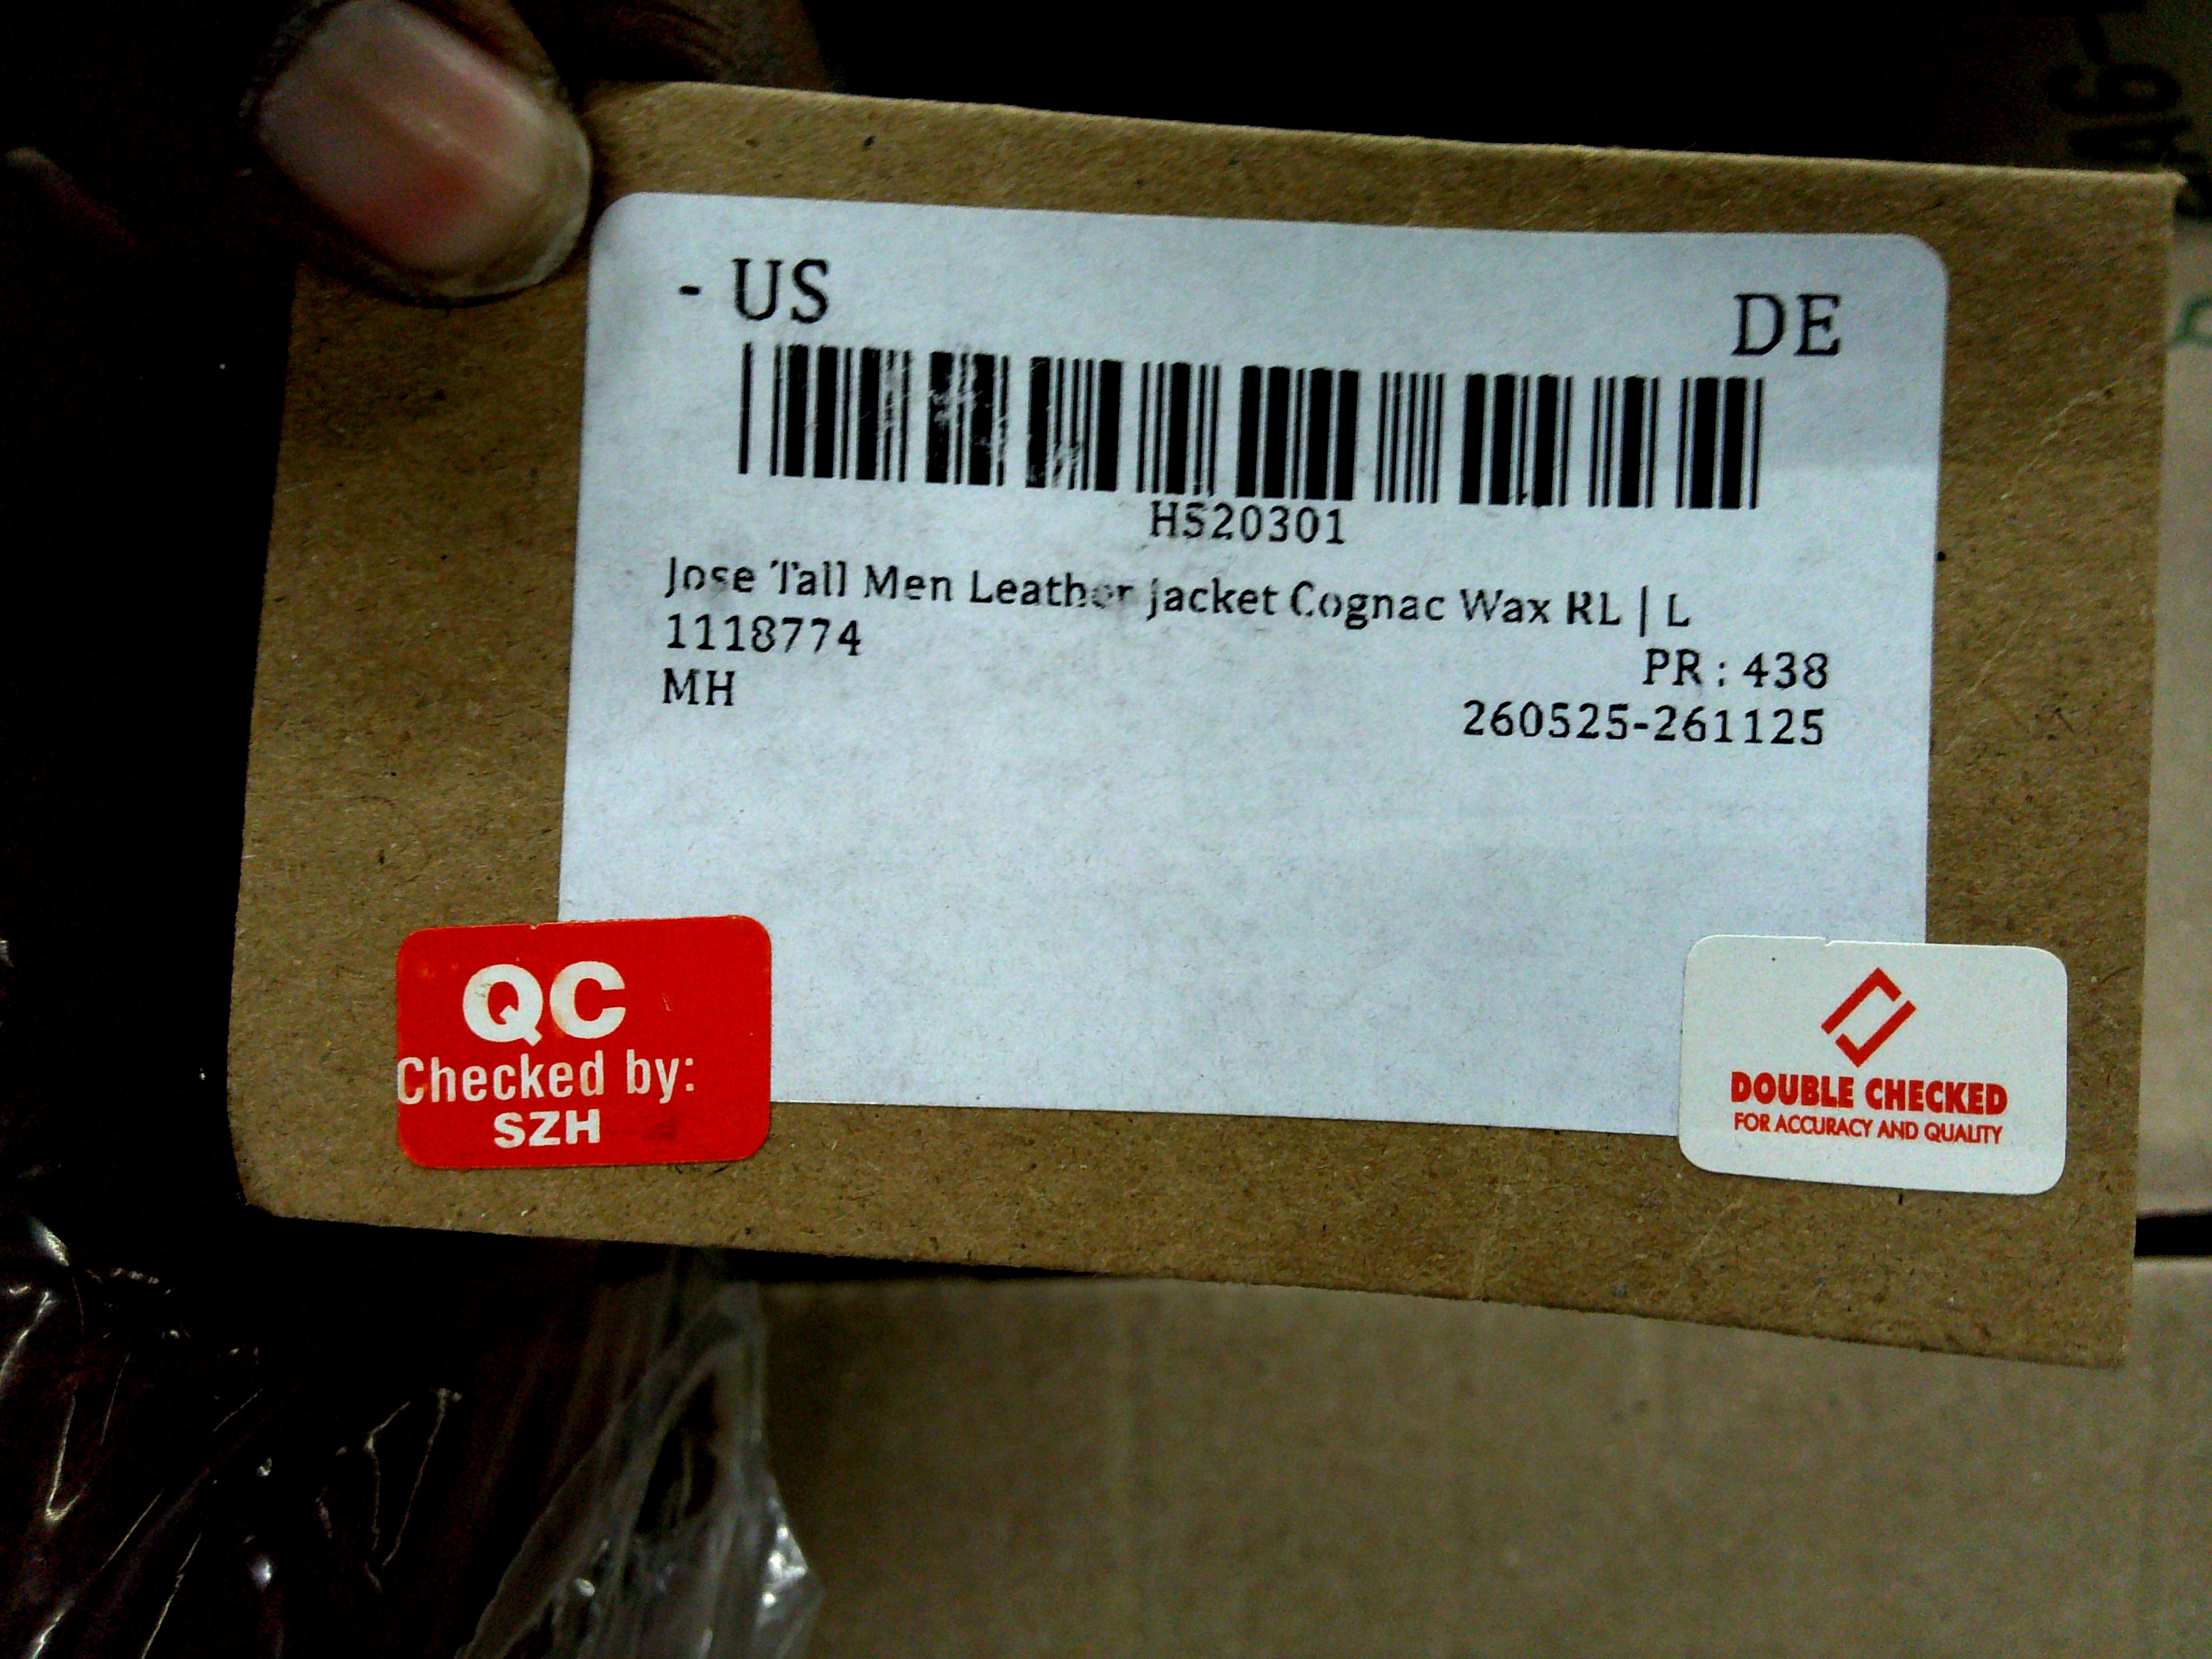 - US DE
HS20301
Jose Tall Men Leather Jacket Cognac Wax RL | L
1118774
PR : 438
MH
260525-261125
QC
Checked by:
SZH
DOUBLE CHECKED
FOR ACCURACY AND QUALITY